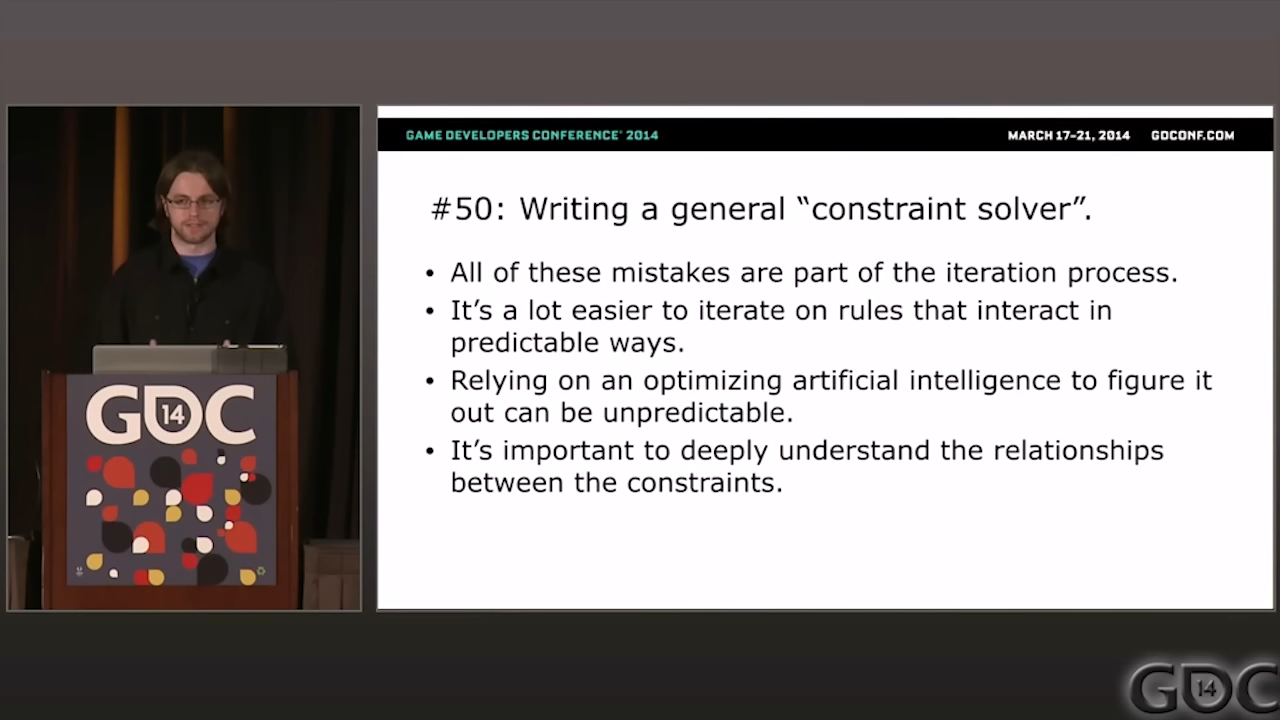 GAME DEVELOPERS CONFERENCE® 2014
MARCH 17–21, 2014 GDCONF.COM
#50: Writing a general “constraint solver”.
• All of these mistakes are part of the iteration process.
• It’s a lot easier to iterate on rules that interact in
predictable ways.
• Relying on an optimizing artificial intelligence to figure it
out can be unpredictable.
• It’s important to deeply understand the relationships
between the constraints.
GDC
14
GDC
14